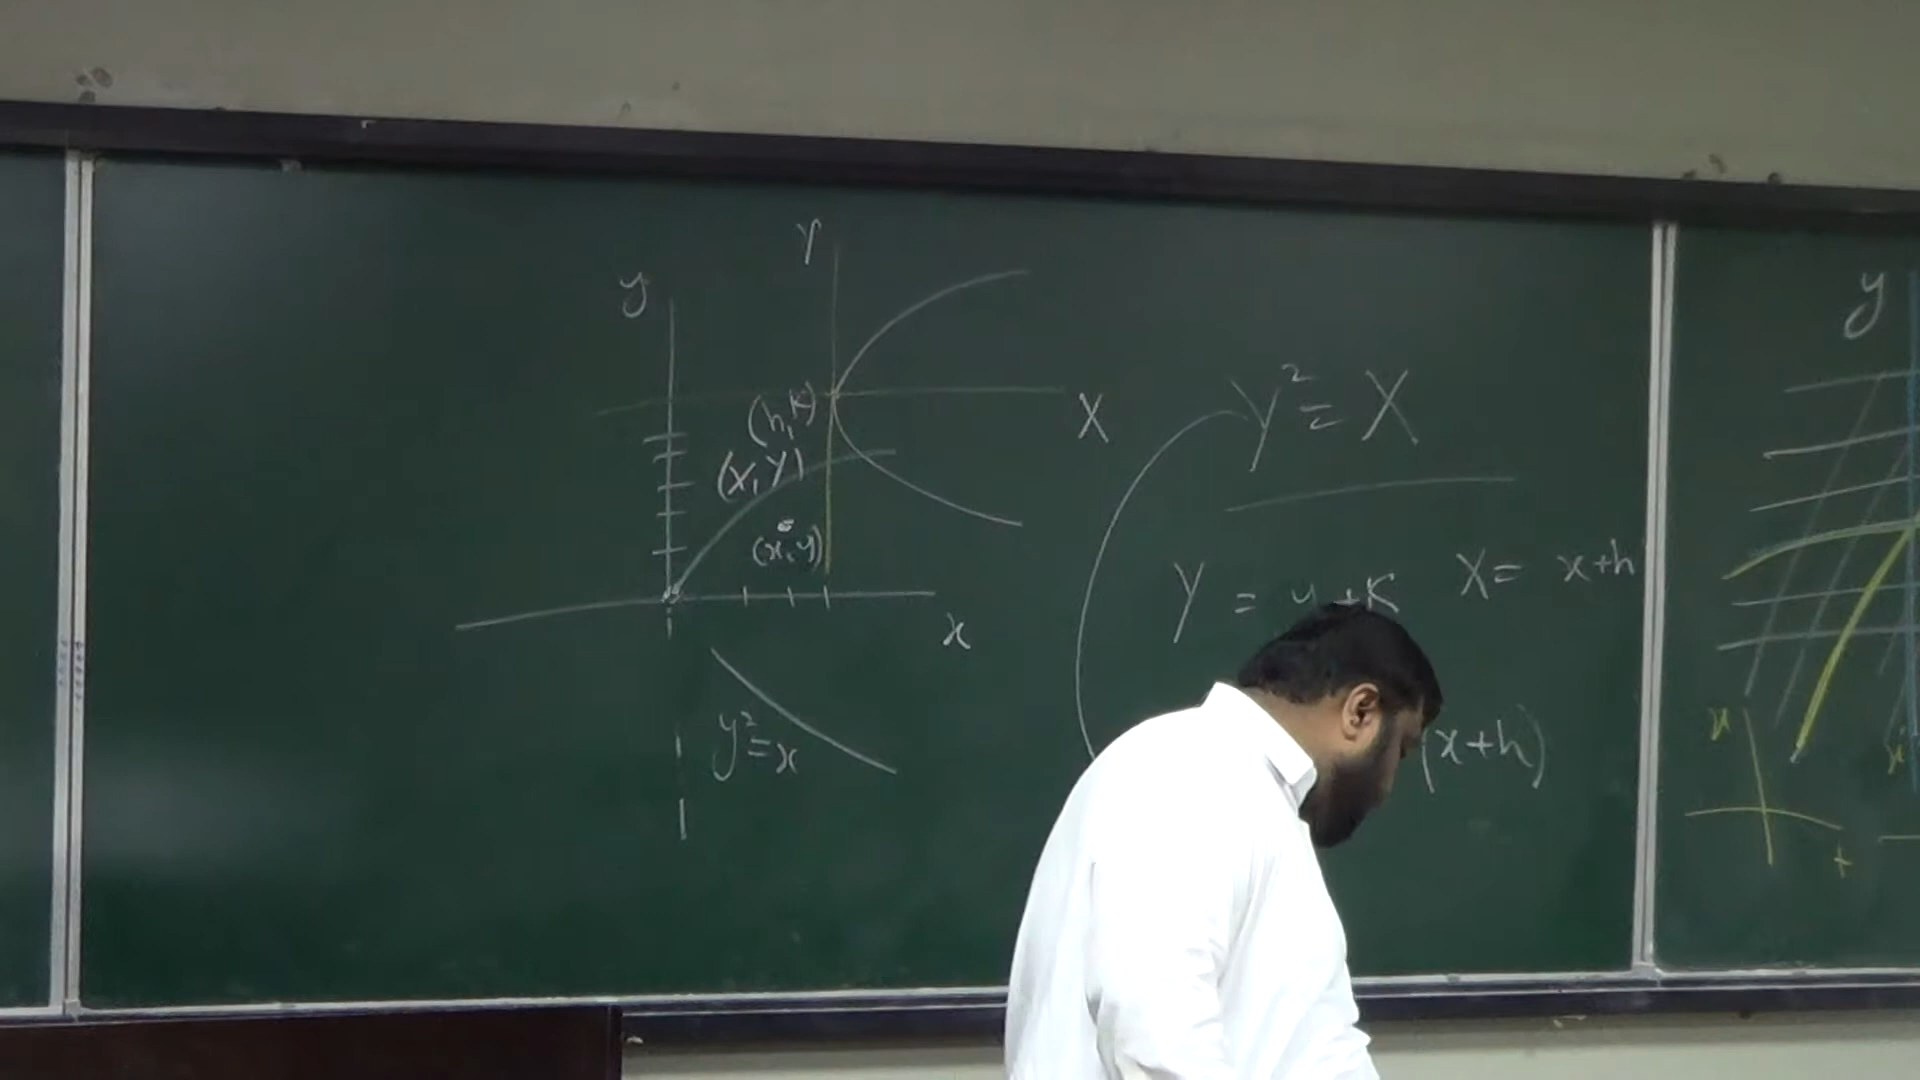 Y
y
(h,K)
X
(X,Y)
(x,y)
x
y²=x
Y²=X
Y = y+K X= x+h
(x+h)
y
x
t